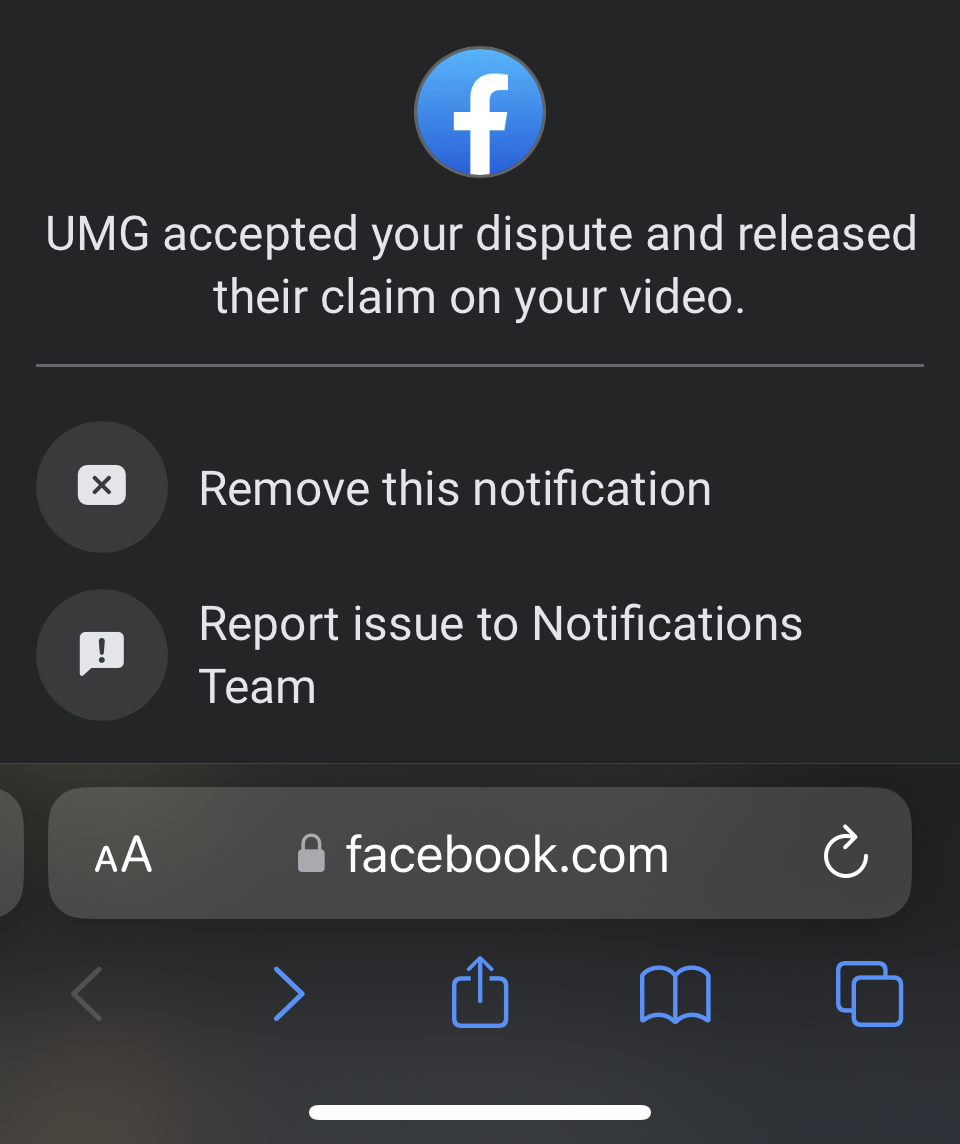 UMG accepted your dispute and released
their claim on your video.
Remove this notification
Report issue to Notifications
Team
AA facebook.com